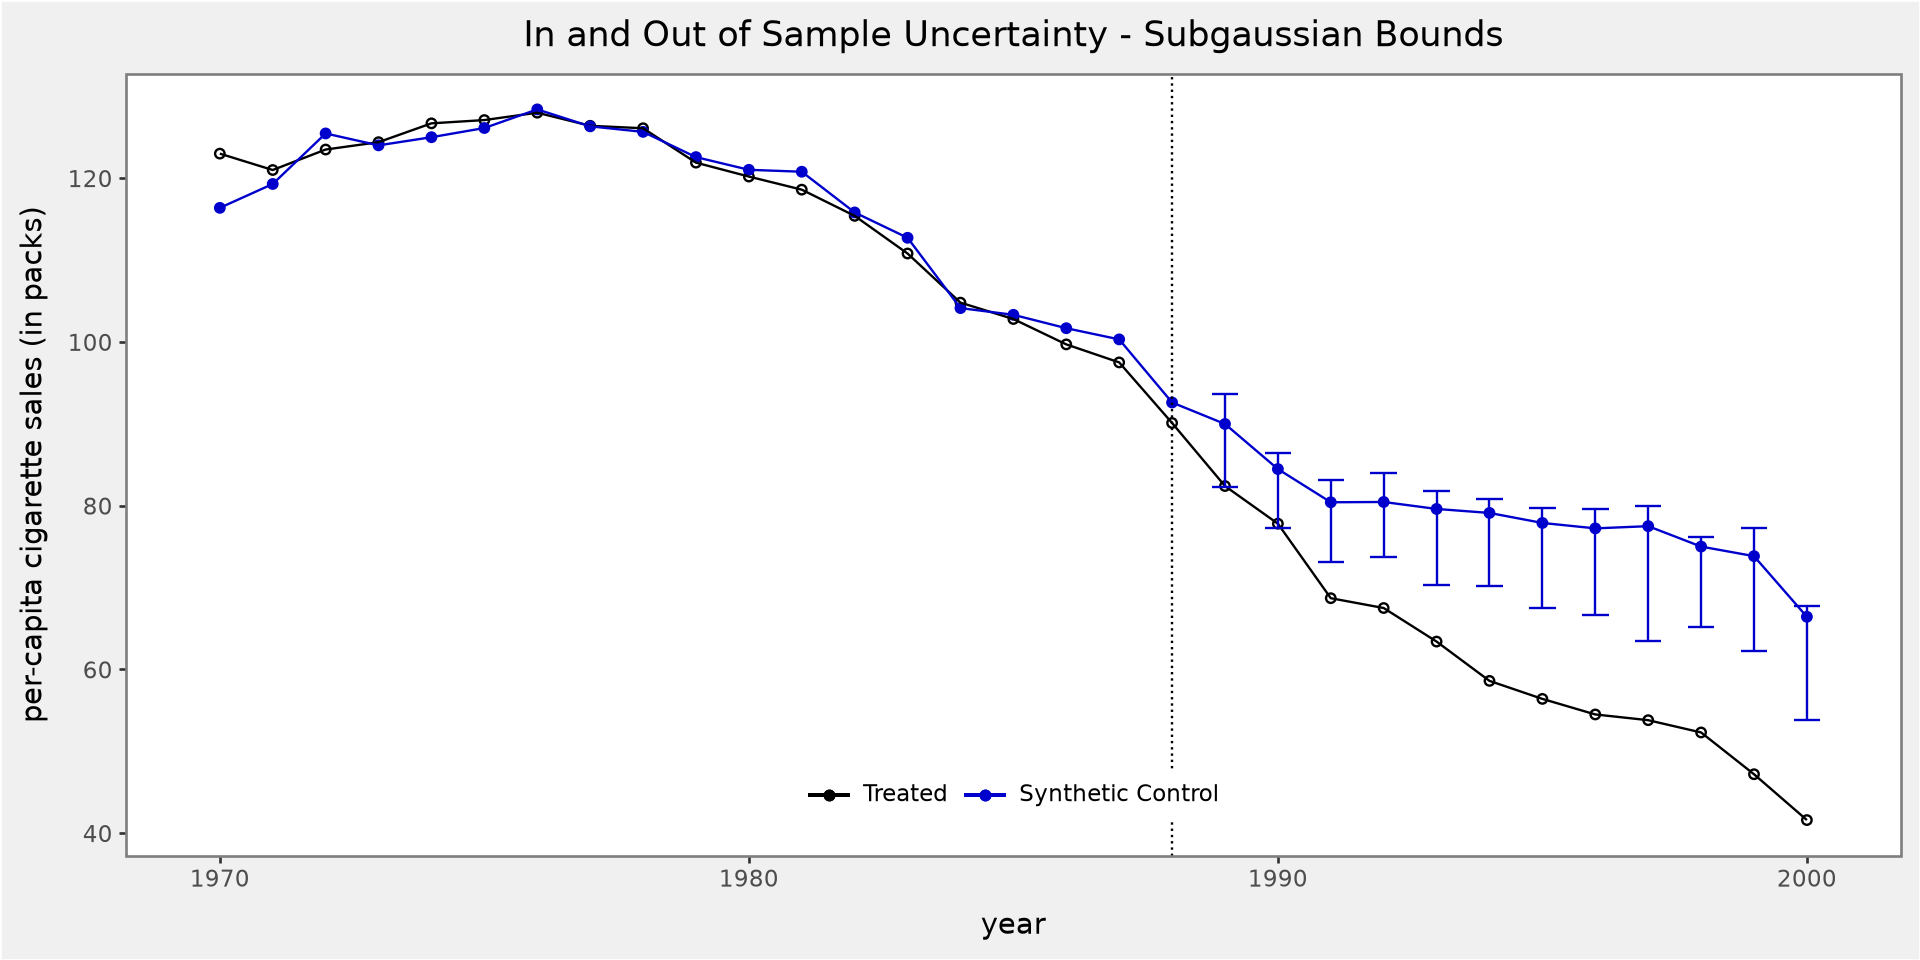 In and Out of Sample Uncertainty - Subgaussian Bounds
per-capita cigarette sales (in packs)
120
100
80
60
40
Treated
Synthetic Control
1970
1980
1990
2000
year